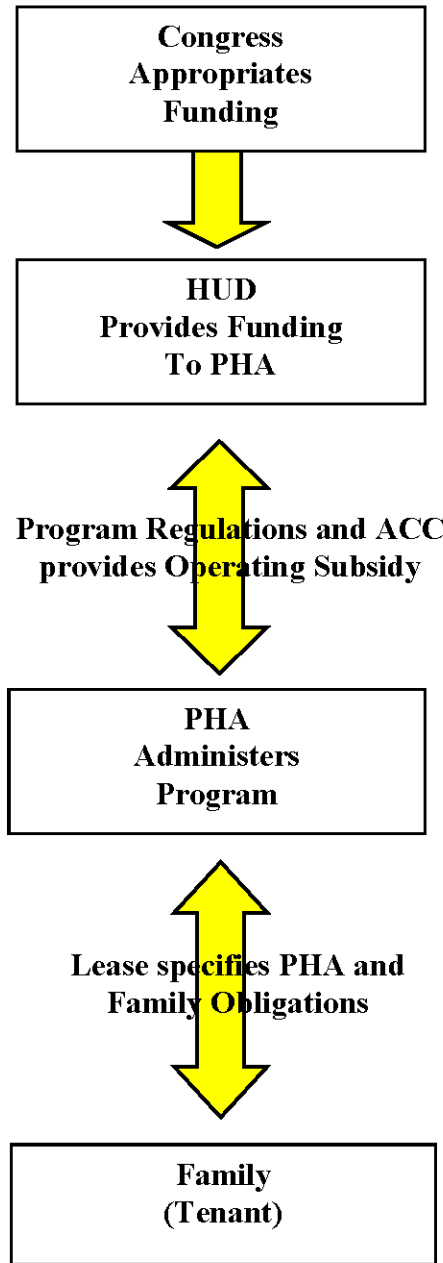 Congress
Appropriates
Funding
HUD
Provides Funding
To PHA
Program Regulations and ACC
provides Operating Subsidy
PHA
Administers
Program
Lease specifies PHA and
Family Obligations
Family
(Tenant)